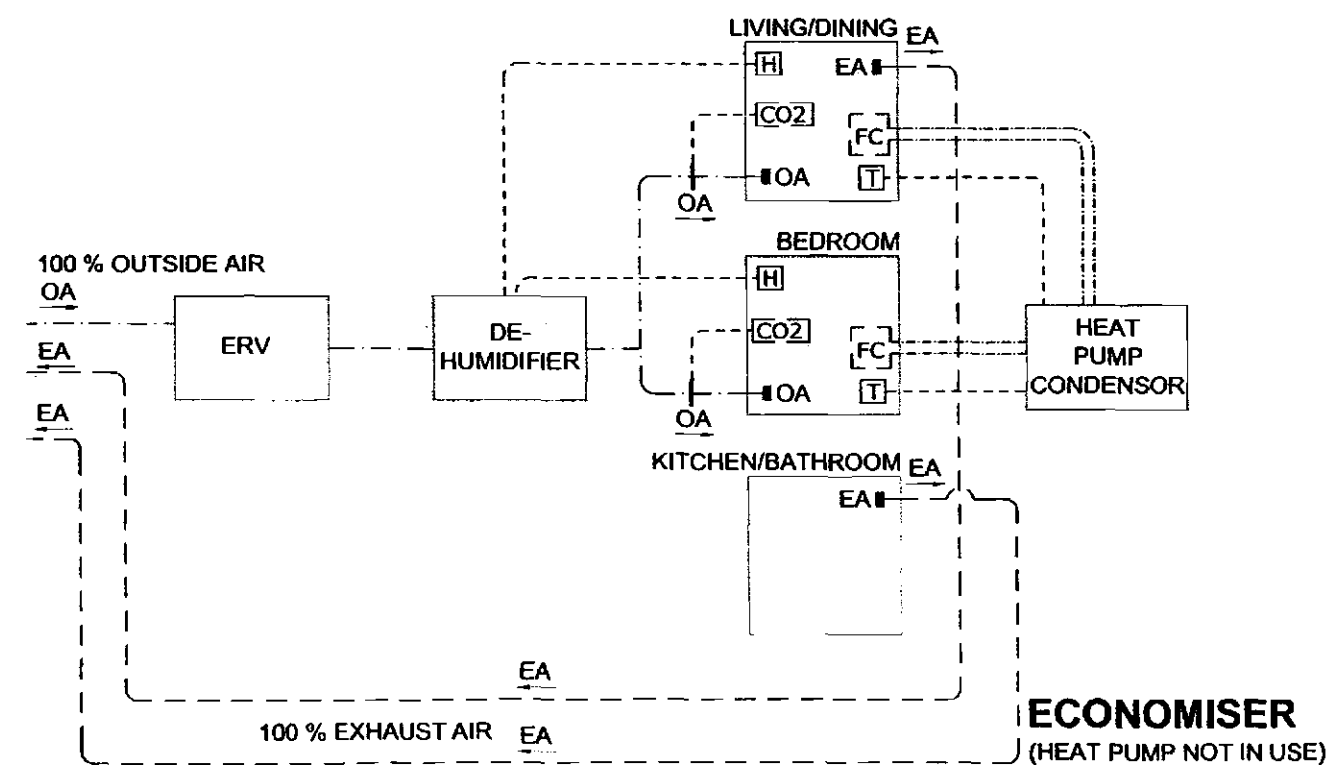 LIVING/DINING
EA
H
EA
CO2
FC
OA
T
OA
BEDROOM
100 % OUTSIDE AIR
OA
H
ERV
DE-
HUMIDIFIER
CO2
FC
HEAT
PUMP
CONDENSOR
EA
OA
T
EA
OA
KITCHEN/BATHROOM
EA
EA
EA
ECONOMISER
100 % EXHAUST AIR
EA
(HEAT PUMP NOT IN USE)